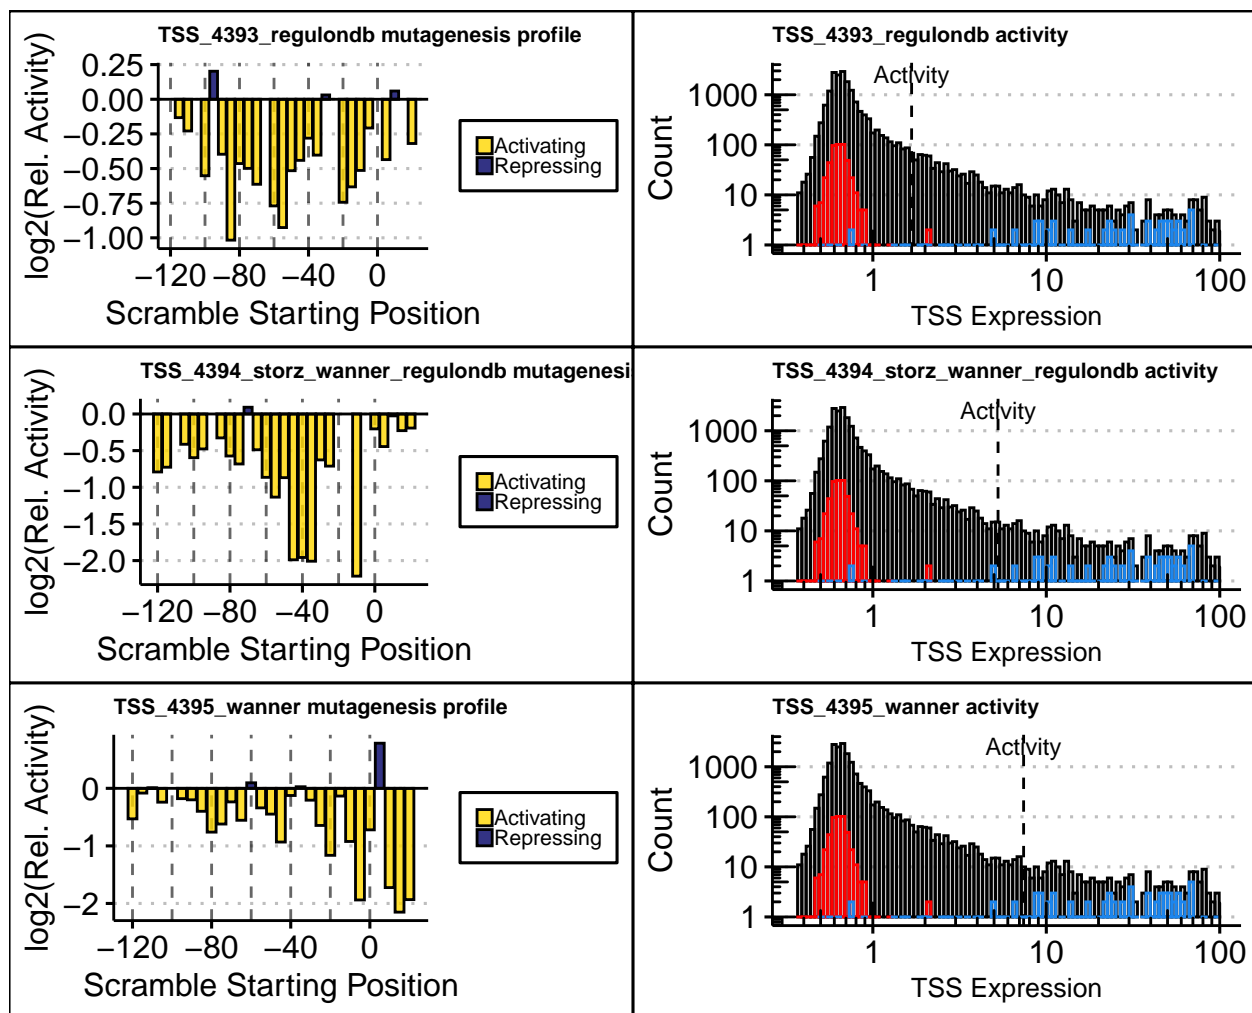 TSS_4393_regulondb mutagenesis profile
log2(Rel. Activity)
0.25
0.00
−0.25
−0.50
−0.75
−1.00
−120 −80 −40 0
Scramble Starting Position
Activating
Repressing
TSS_4393_regulondb activity
Activity
Count
1000
100
10
1
1 10 100
TSS Expression
TSS_4394_storz_wanner_regulondb mutagenesis
log2(Rel. Activity)
0.0
−0.5
−1.0
−1.5
−2.0
−120 −80 −40 0
Scramble Starting Position
Activating
Repressing
TSS_4394_storz_wanner_regulondb activity
Activity
Count
1000
100
10
1
1 10 100
TSS Expression
TSS_4395_wanner mutagenesis profile
log2(Rel. Activity)
0
−1
−2
−120 −80 −40 0
Scramble Starting Position
Activating
Repressing
TSS_4395_wanner activity
Activity
Count
1000
100
10
1
1 10 100
TSS Expression